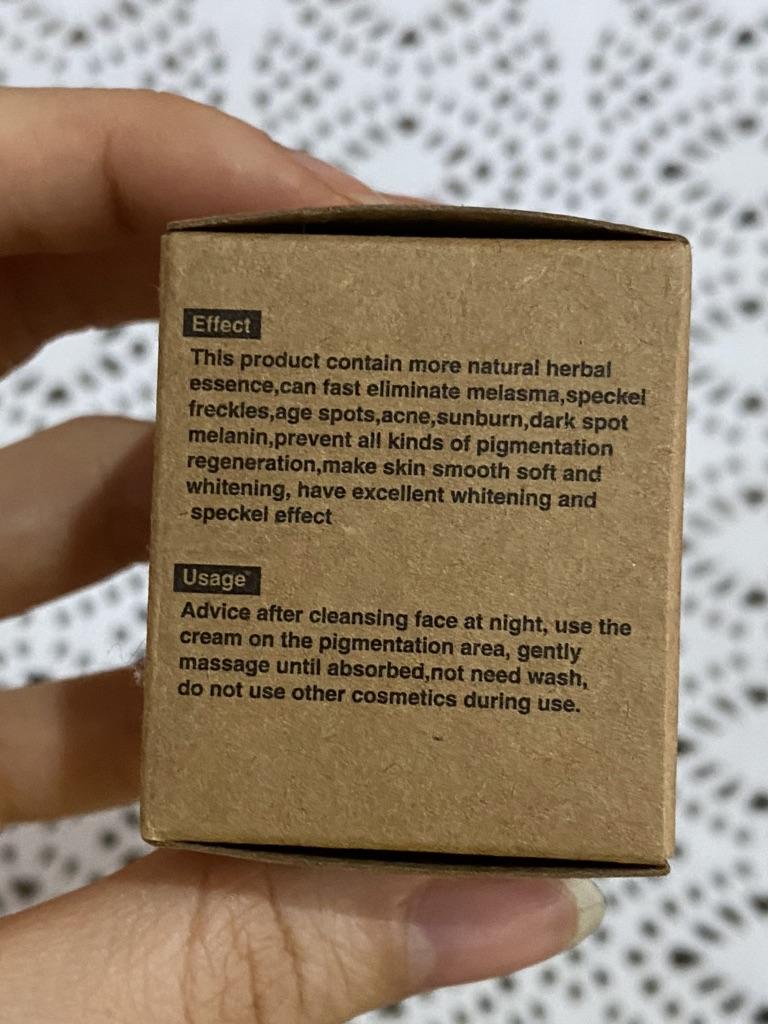 Effect
This product contain more natural herbal
essence,can fast eliminate melasma,speckel
freckles,age spots,acne,sunburn,dark spot
melanin,prevent all kinds of pigmentation
regeneration,make skin smooth soft and
whitening, have excellent whitening and
speckel effect
Usage
Advice after cleansing face at night, use the
cream on the pigmentation area, gently
massage until absorbed,not need wash,
do not use other cosmetics during use.